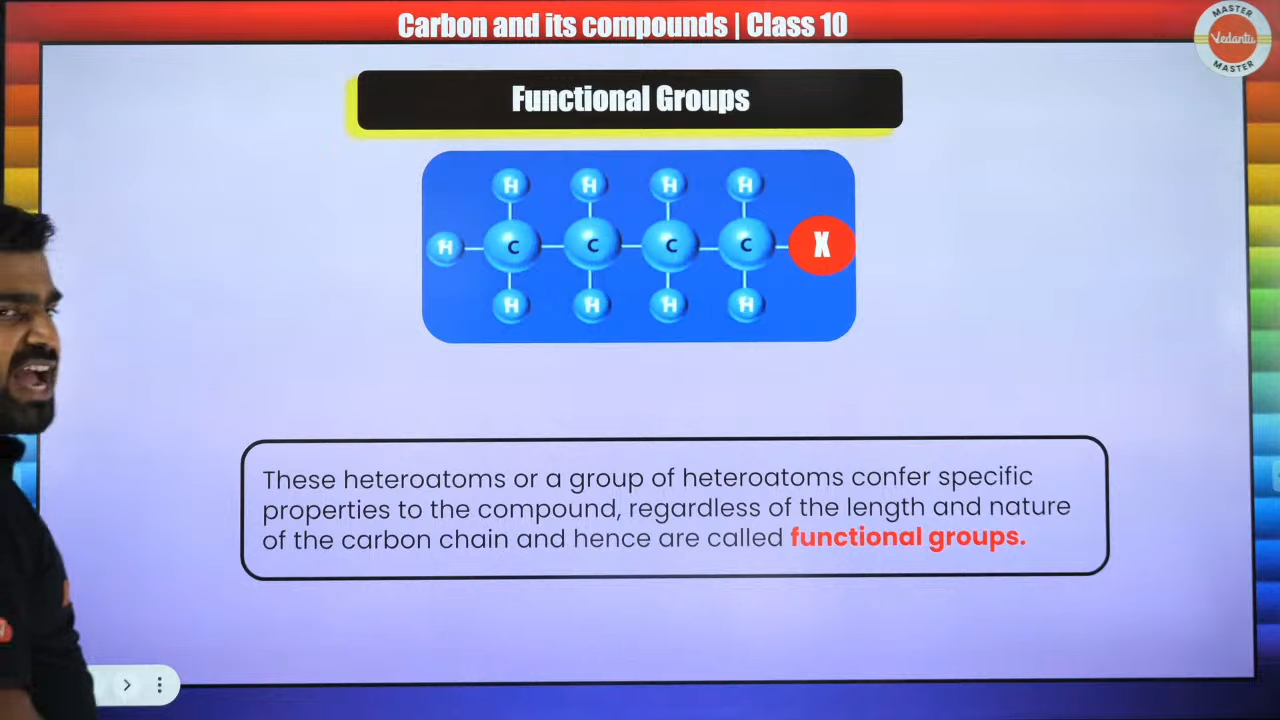 Carbon and its compounds | Class 10
MASTER
Vedantu
MASTER
Functional Groups
H H H H
H C C C C X
H H H H
These heteroatoms or a group of heteroatoms confer specific
properties to the compound, regardless of the length and nature
of the carbon chain and hence are called functional groups.